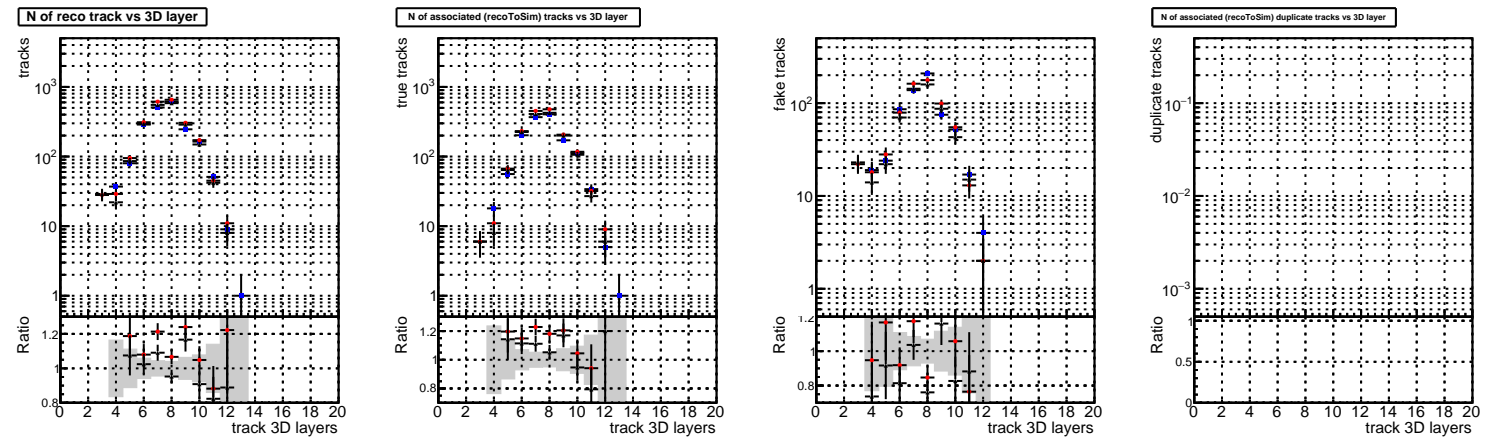 N of reco track vs 3D layer
tracks
10³
10²
10
1
Ratio
1.2
1
0.8
0 2 4 6 8 10 12 14 16 18 20
track 3D layers
N of associated (recoToSim) tracks vs 3D layer
true tracks
10³
10²
10
1
Ratio
1.2
1
0.8
0 2 4 6 8 10 12 14 16 18 20
track 3D layers
fake tracks
10²
10
1
Ratio
1.2
1
0.8
0 2 4 6 8 10 12 14 16 18 20
track 3D layers
N of associated (recoToSim) duplicate tracks vs 3D layer
duplicate tracks
10⁻¹
10⁻²
10⁻³
Ratio
1
0.5
0
0 2 4 6 8 10 12 14 16 18 20
track 3D layers